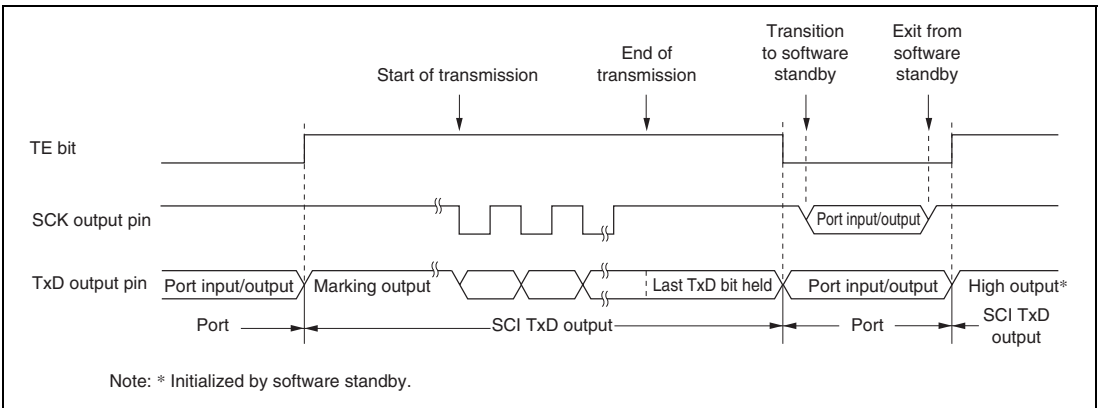 Transition
to software
standby
Exit from
software
standby
End of
transmission
Start of transmission
TE bit
SCK output pin
Port input/output
TxD output pin
Port input/output
Marking output
Last TxD bit held
Port input/output
High output*
Port
SCI TxD output
Port
SCI TxD
output
Note: * Initialized by software standby.